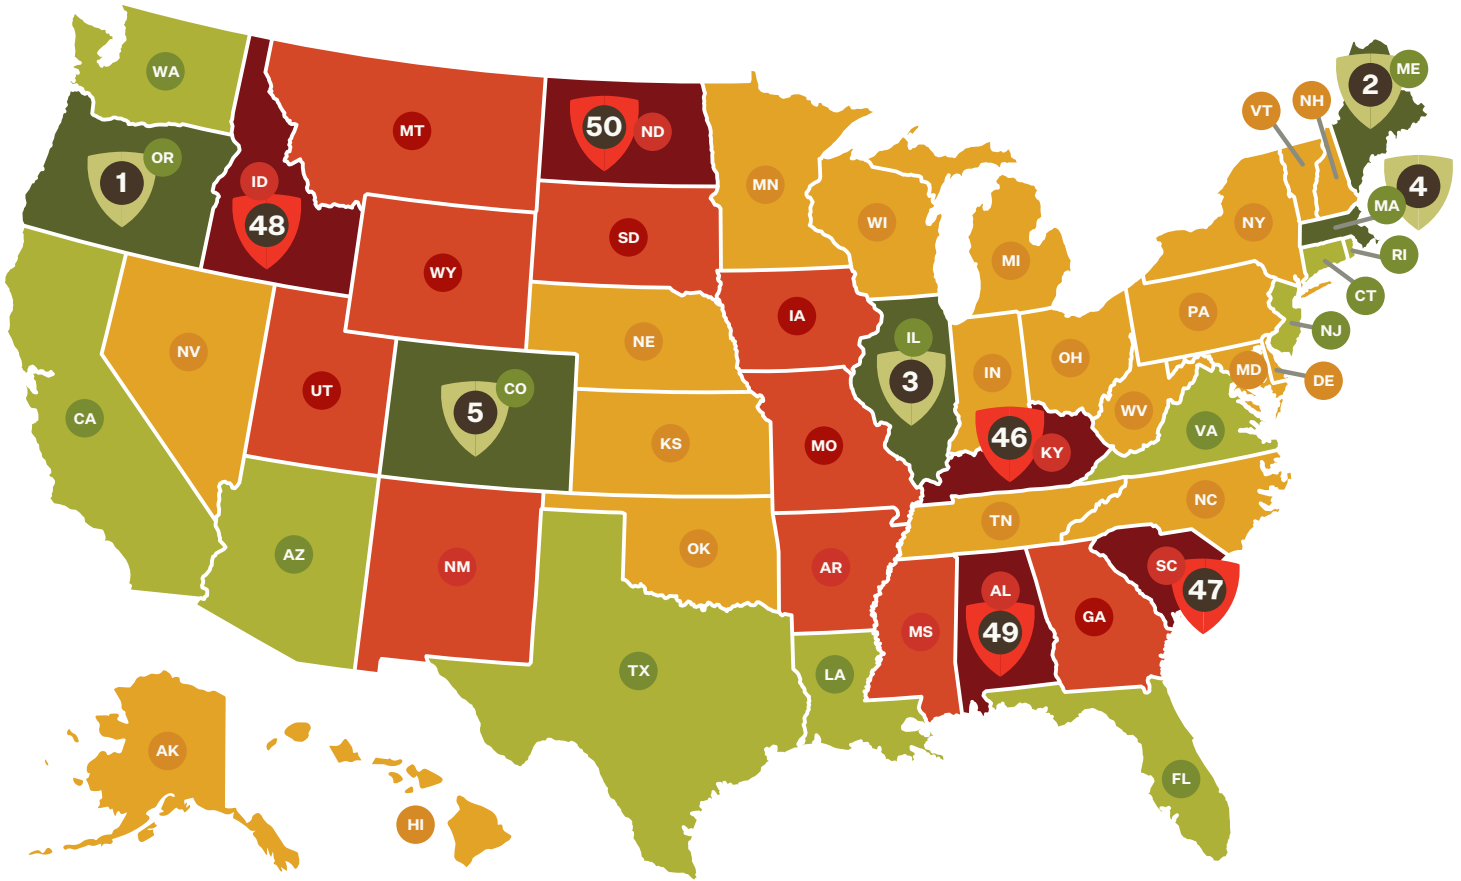 WA
OR
1
ID
48
MT
50
ND
MN
WI
MI
VT
NH
2
ME
4
MA
NY
RI
CT
NJ
PA
MD
DE
WY
SD
IA
IL
3
NE
NV
UT
CO
5
CA
KS
MO
IN
OH
WV
VA
46
KY
NC
TN
AZ
NM
OK
AR
SC
47
AL
49
GA
MS
LA
TX
FL
AK
HI